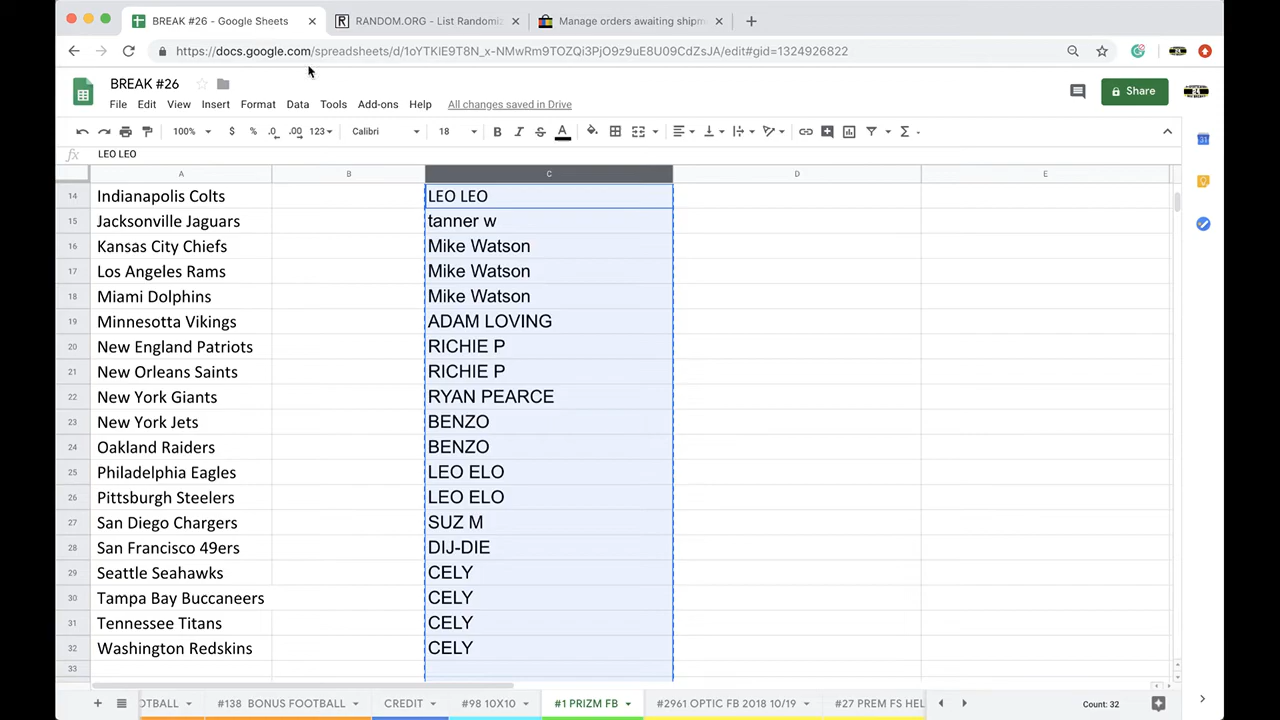 BREAK #26 - Google Sheets
RANDOM.ORG - List Randomiz
Manage orders awaiting shipm
https://docs.google.com/spreadsheets/d/1oYTKlE9T8N_x-NMwRm9TOZQi3PjO9z9uE8U09CdZsJA/edit#gid=1324926822
BREAK #26
File Edit View Insert Format Data Tools Add-ons Help All changes saved in Drive
Share
100% $ % .0 .00 123 Calibri 18 B I S A
fx LEO LEO
A B C D E
14 Indianapolis Colts LEO LEO
15 Jacksonville Jaguars tanner w
16 Kansas City Chiefs Mike Watson
17 Los Angeles Rams Mike Watson
18 Miami Dolphins Mike Watson
19 Minnesotta Vikings ADAM LOVING
20 New England Patriots RICHIE P
21 New Orleans Saints RICHIE P
22 New York Giants RYAN PEARCE
23 New York Jets BENZO
24 Oakland Raiders BENZO
25 Philadelphia Eagles LEO ELO
26 Pittsburgh Steelers LEO ELO
27 San Diego Chargers SUZ M
28 San Francisco 49ers DIJ-DIE
29 Seattle Seahawks CELY
30 Tampa Bay Buccaneers CELY
31 Tennessee Titans CELY
32 Washington Redskins CELY
33
OTBALL #138 BONUS FOOTBALL CREDIT #98 10X10 #1 PRIZM FB #2961 OPTIC FB 2018 10/19 #27 PREM FS HEL Count: 32